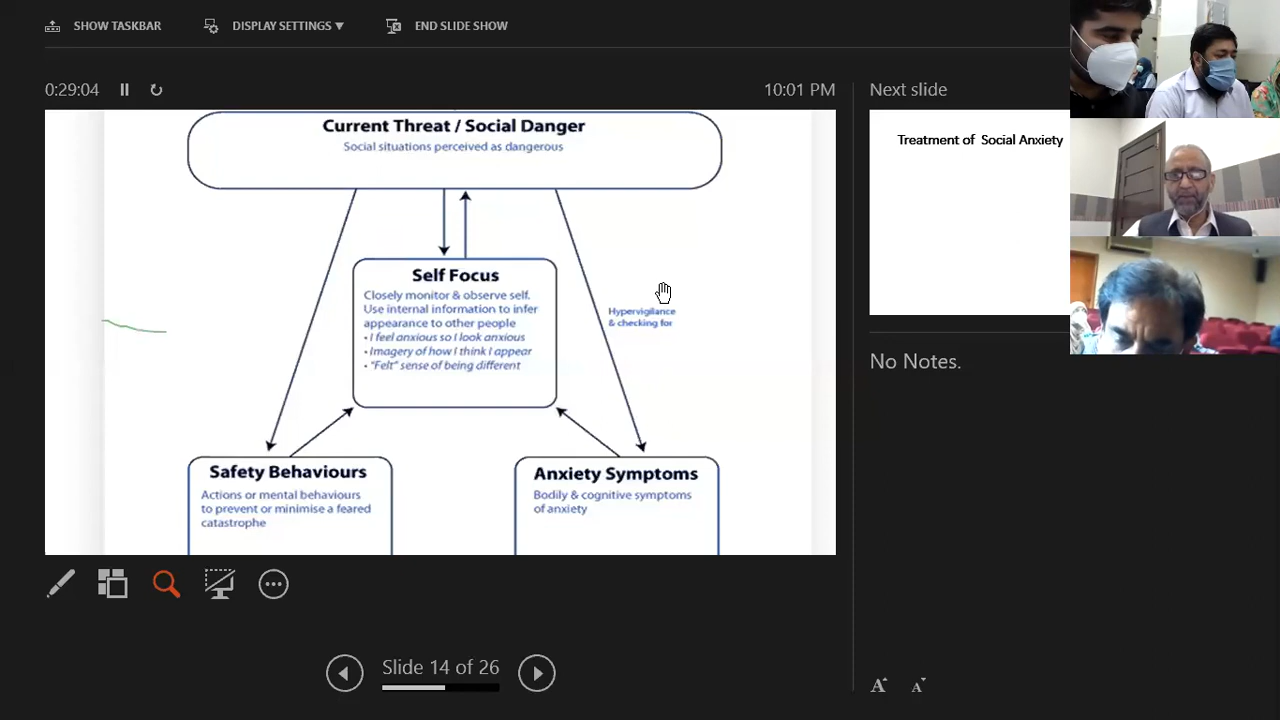 SHOW TASKBAR
DISPLAY SETTINGS ▼
END SLIDE SHOW
0:29:04
10:01 PM
Next slide
Current Threat / Social Danger
Social situations perceived as dangerous
Treatment of Social Anxiety
Self Focus
Closely monitor & observe self.
Use internal information to infer
appearance to other people
• I feel anxious so I look anxious
• Imagery of how I think I appear
• "Felt" sense of being different
Hypervigilance
& checking for
No Notes.
Safety Behaviours
Actions or mental behaviours
to prevent or minimise a feared
catastrophe
Anxiety Symptoms
Bodily & cognitive symptoms
of anxiety
Slide 14 of 26
A A